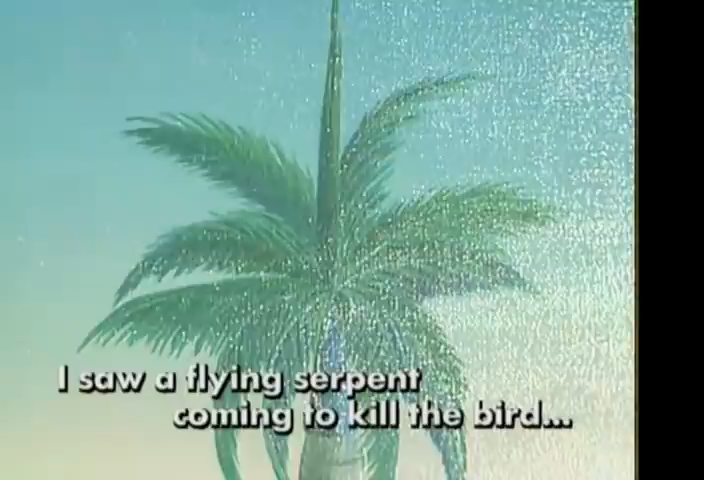 I saw a flying serpent
coming to kill the bird...